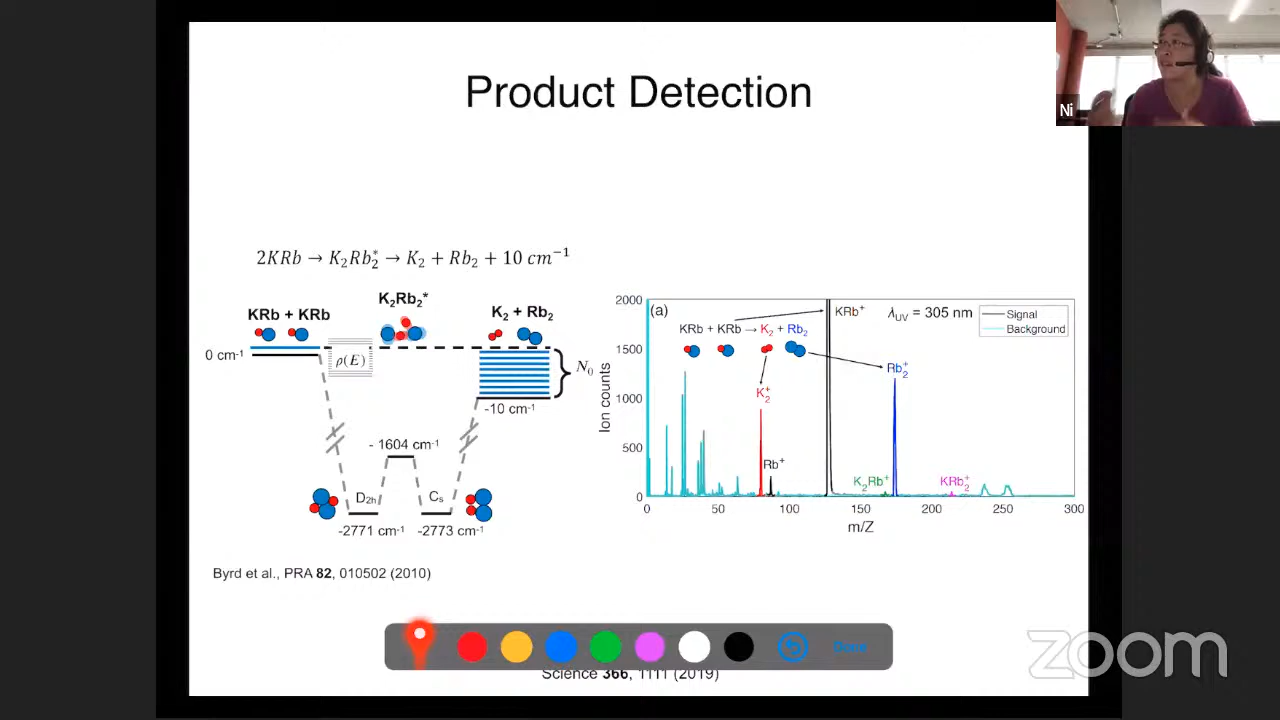 Product Detection
Ni
2KRb → K₂Rb₂* → K₂ + Rb₂ + 10 cm⁻¹
KRb + KRb
K₂Rb₂*
K₂ + Rb₂
0 cm⁻¹
ρ(E)
N₀
-10 cm⁻¹
- 1604 cm⁻¹
D₂ₕ
Cₛ
-2771 cm⁻¹
-2773 cm⁻¹
Byrd et al., PRA 82, 010502 (2010)
(a)
KRb⁺
λUV = 305 nm
Signal
Background
KRb + KRb → K₂ + Rb₂
Rb₂⁺
K₂⁺
Rb⁺
K₂Rb⁺
KRb₂⁺
Ion counts
2000
1500
1000
500
0
0 50 100 150 200 250 300
m/Z
Done
Science 366, 1111 (2019)
zoom